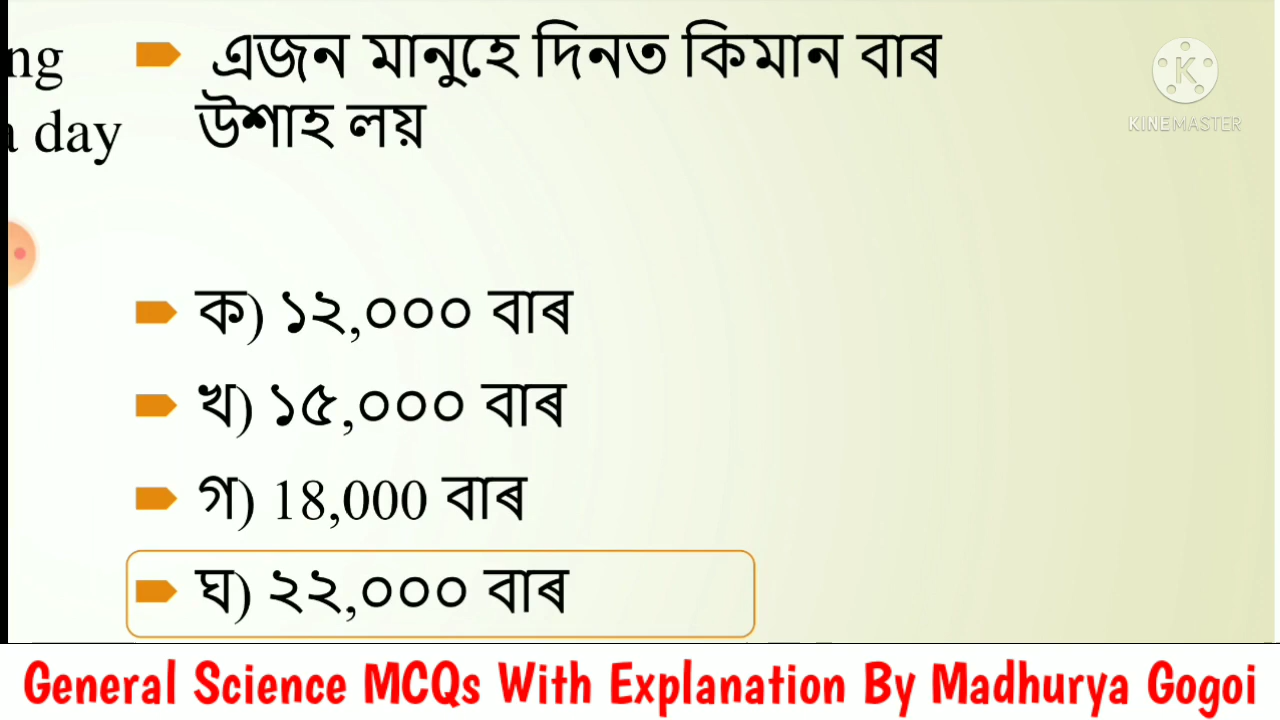 ng
a day
এজন মানুহে দিনত কিমান বাৰ
উশাহ লয়
KINEMASTER
ক) ১২,০০০ বাৰ
খ) ১৫,০০০ বাৰ
গ) 18,000 বাৰ
ঘ) ২২,০০০ বাৰ
General Science MCQs With Explanation By Madhurya Gogoi